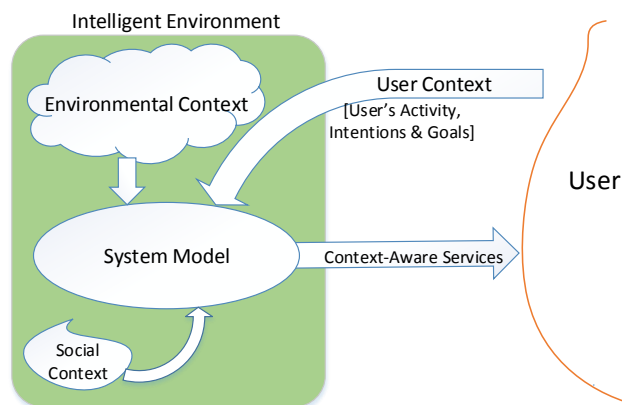 Intelligent Environment
Environmental Context
User Context
[User's Activity,
Intentions & Goals]
User
System Model
Context-Aware Services
Social
Context